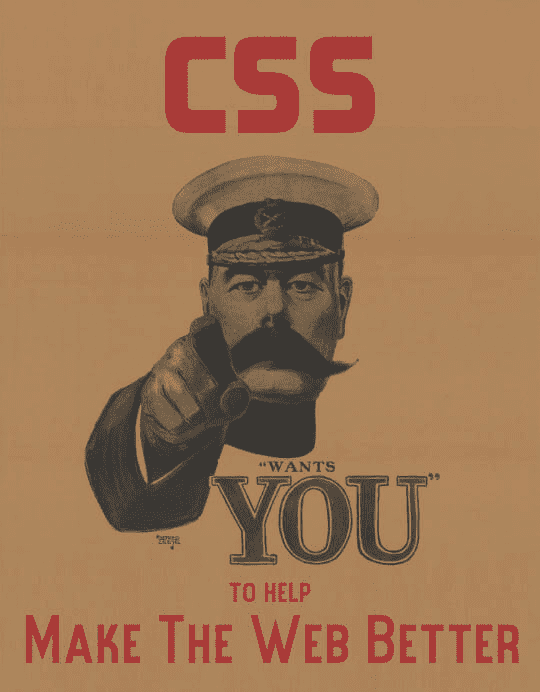 CSS
"WANTS
YOU"
TO HELP
MAKE THE WEB BETTER